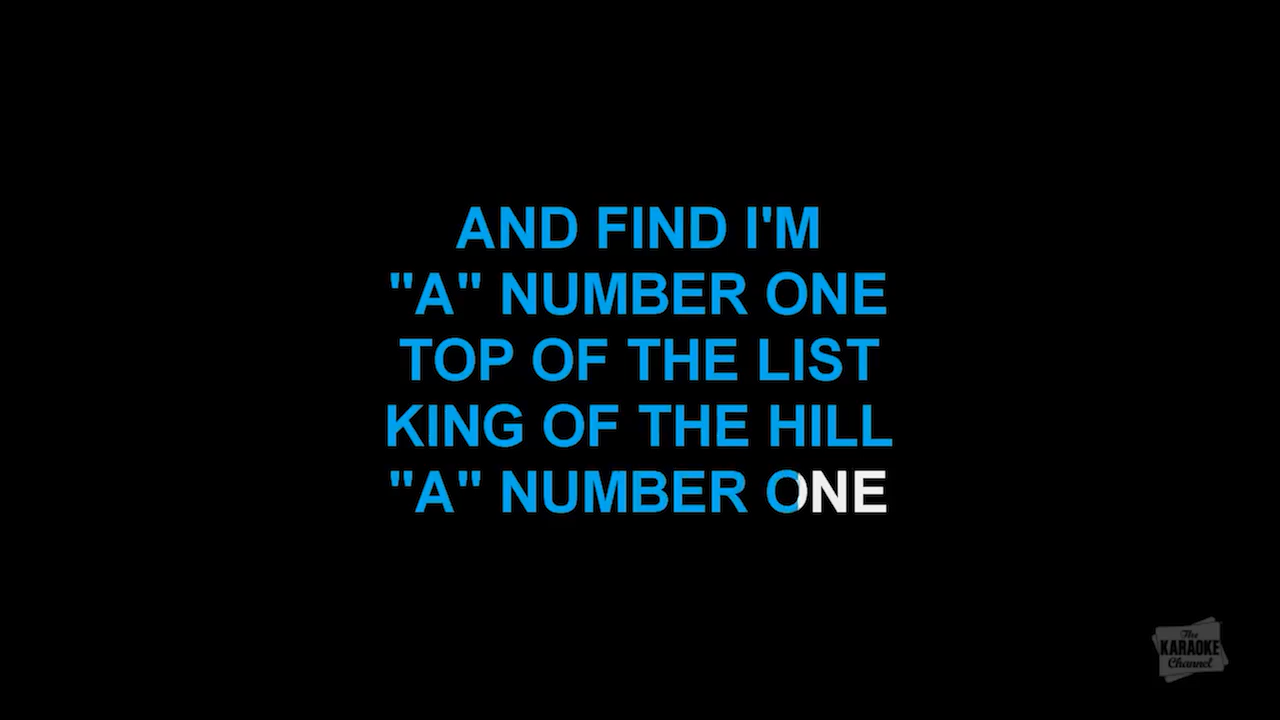 AND FIND I'M
"A" NUMBER ONE
TOP OF THE LIST
KING OF THE HILL
"A" NUMBER ONE
The
KARAOKE
Channel